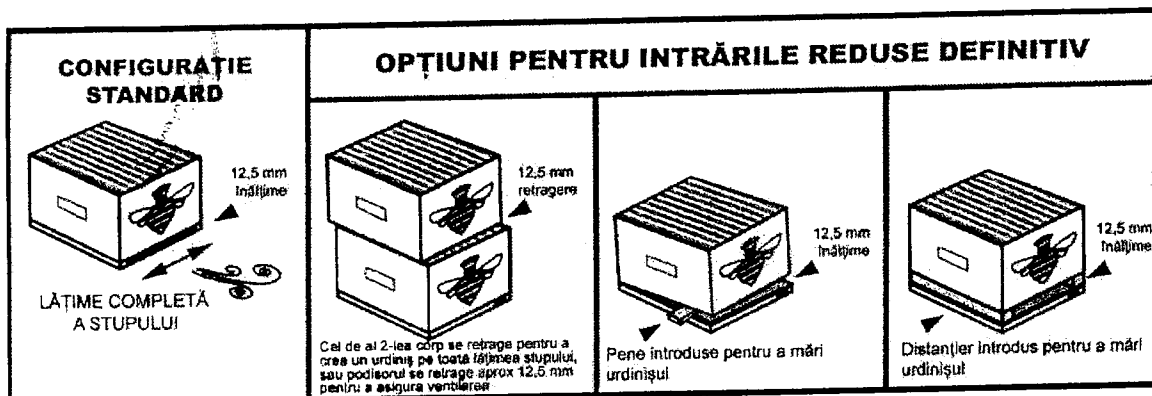 CONFIGURAȚIE
STANDARD
12,5 mm
înălțime
LĂȚIME COMPLETĂ
A STUPULUI
OPȚIUNI PENTRU INTRĂRILE REDUSE DEFINITIV
12,5 mm
retragere
Cel de al 2-lea corp se retrage pentru a
crea un urdiniș pe toată lățimea stupului,
sau podisorul se retrage aprox 12,5 mm
pentru a asigura ventilarea
12,5 mm
înălțime
Pene introduse pentru a mări
urdinișul
12,5 mm
înălțime
Distanțier introdus pentru a mări
urdinișul